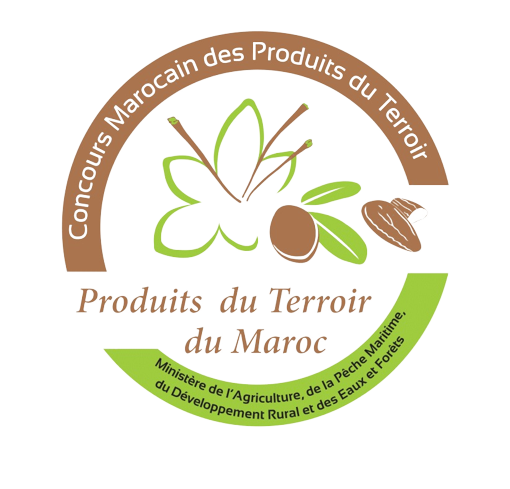 Concours Marocain des Produits du Terroir
Produits du Terroir
du Maroc
Ministère de l'Agriculture, de la Pêche Maritime,
du Développement Rural et des Eaux et Forêts